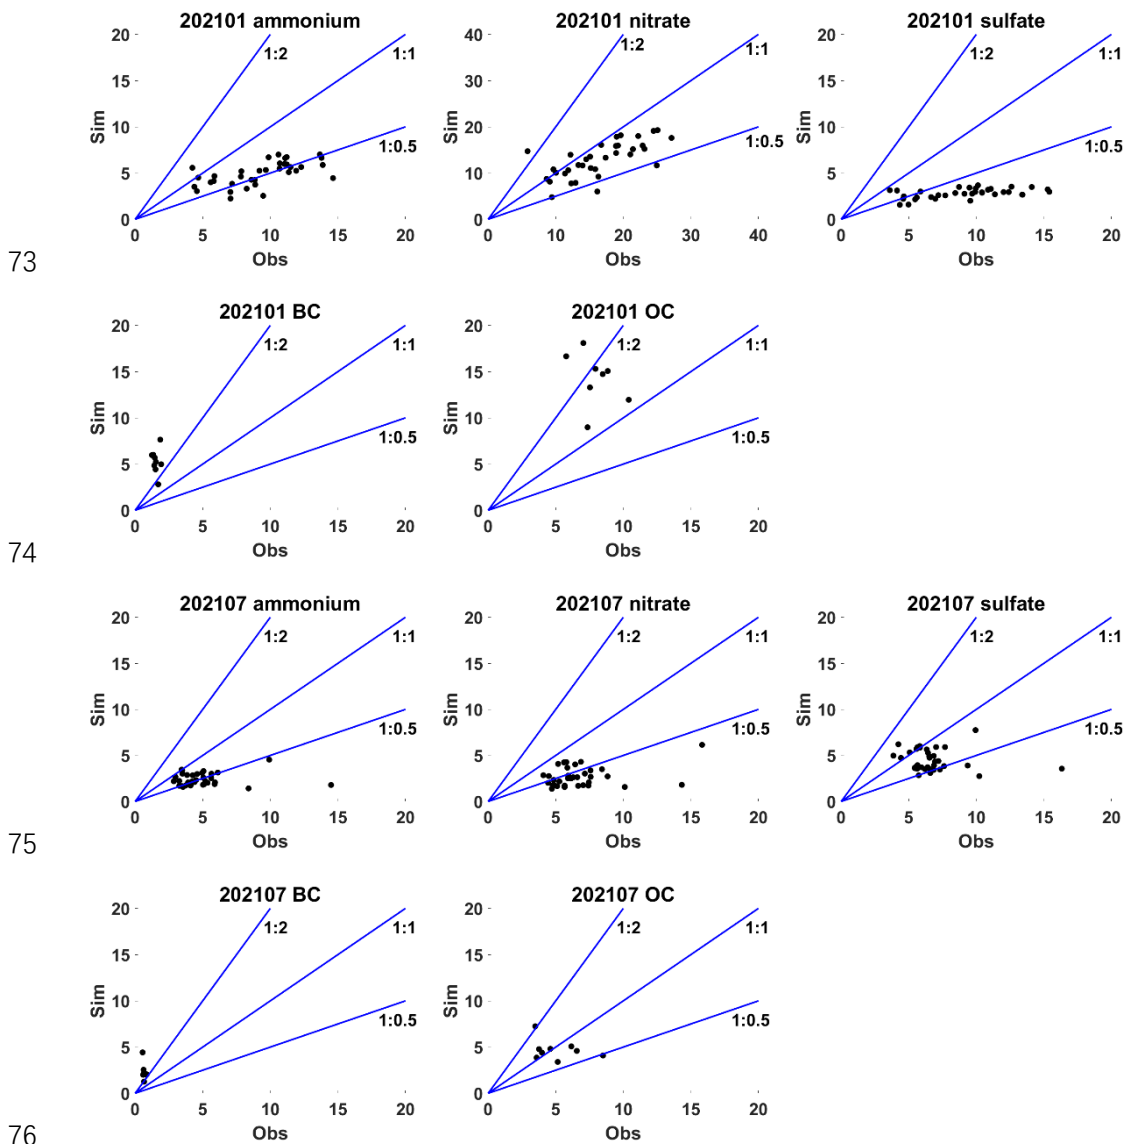 202101 ammonium
20
15
10
5
0
Sim
1:2
1:1
1:0.5
0 5 10 15 20
Obs
202101 nitrate
40
30
20
10
0
Sim
1:2
1:1
1:0.5
0 10 20 30 40
Obs
202101 sulfate
20
15
10
5
0
Sim
1:2
1:1
1:0.5
0 5 10 15 20
Obs
73
202101 BC
20
15
10
5
0
Sim
1:2
1:1
1:0.5
0 5 10 15 20
Obs
202101 OC
20
15
10
5
0
Sim
1:2
1:1
1:0.5
0 5 10 15 20
Obs
74
202107 ammonium
20
15
10
5
0
Sim
1:2
1:1
1:0.5
0 5 10 15 20
Obs
202107 nitrate
20
15
10
5
0
Sim
1:2
1:1
1:0.5
0 5 10 15 20
Obs
202107 sulfate
20
15
10
5
0
Sim
1:2
1:1
1:0.5
0 5 10 15 20
Obs
75
202107 BC
20
15
10
5
0
Sim
1:2
1:1
1:0.5
0 5 10 15 20
Obs
202107 OC
20
15
10
5
0
Sim
1:2
1:1
1:0.5
0 5 10 15 20
Obs
76